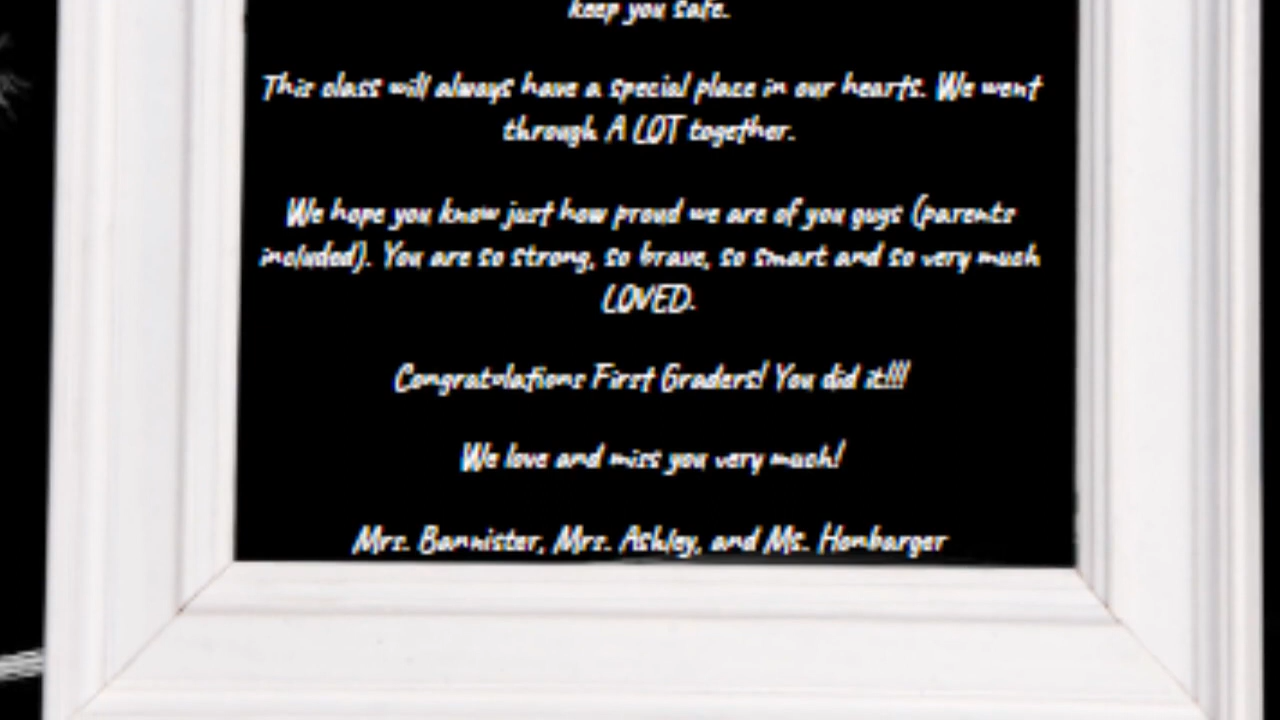 keep you safe.
This class will always have a special place in our hearts. We went
through A LOT together.
We hope you know just how proud we are of you guys (parents
included). You are so strong, so brave, so smart and so very much
LOVED.
Congratulations First Graders! You did it!!!
We love and miss you very much!
Mrs. Bannister, Mrs. Ashley, and Ms. Honbarger